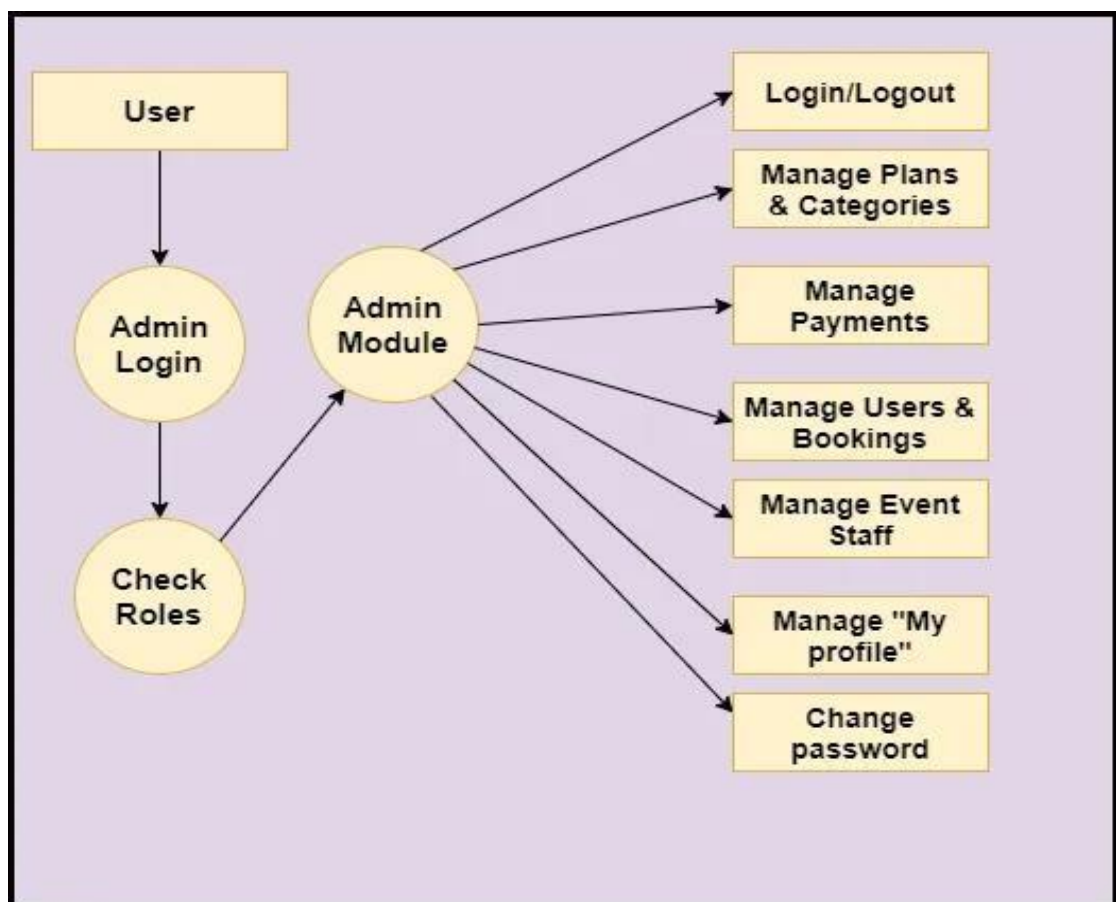 User
Admin
Login
Check
Roles
Admin
Module
Login/Logout
Manage Plans
& Categories
Manage
Payments
Manage Users &
Bookings
Manage Event
Staff
Manage "My
profile"
Change
password